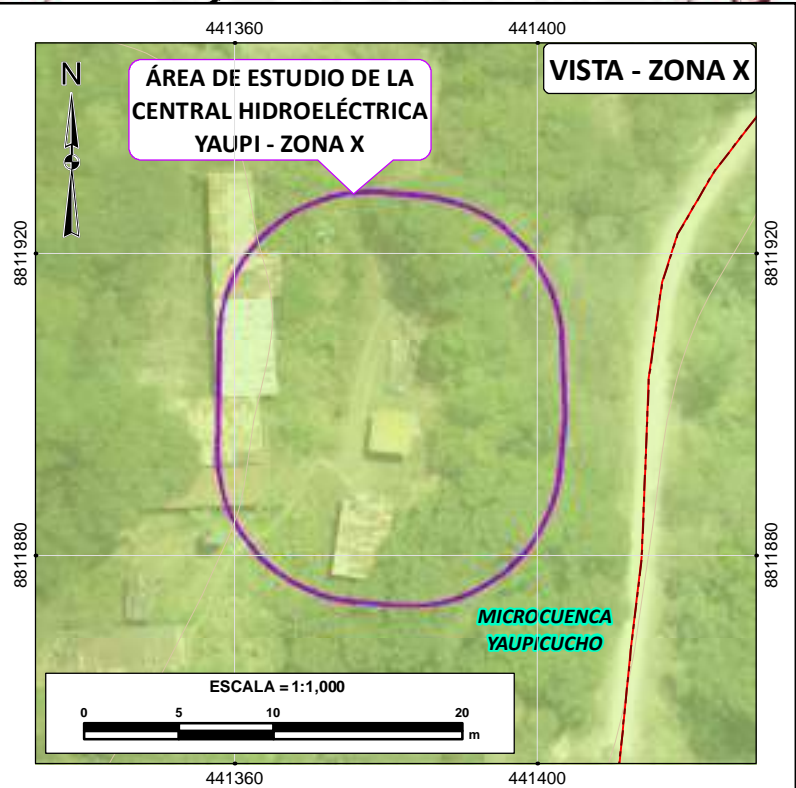 441360
441400
N
ÁREA DE ESTUDIO DE LA
CENTRAL HIDROELÉCTRICA
YAUPI - ZONA X
VISTA - ZONA X
8811920
8811920
8811880
8811880
MICROCUENCA
YAUPICUCHO
ESCALA = 1:1,000
0 5 10 20
m
441360
441400